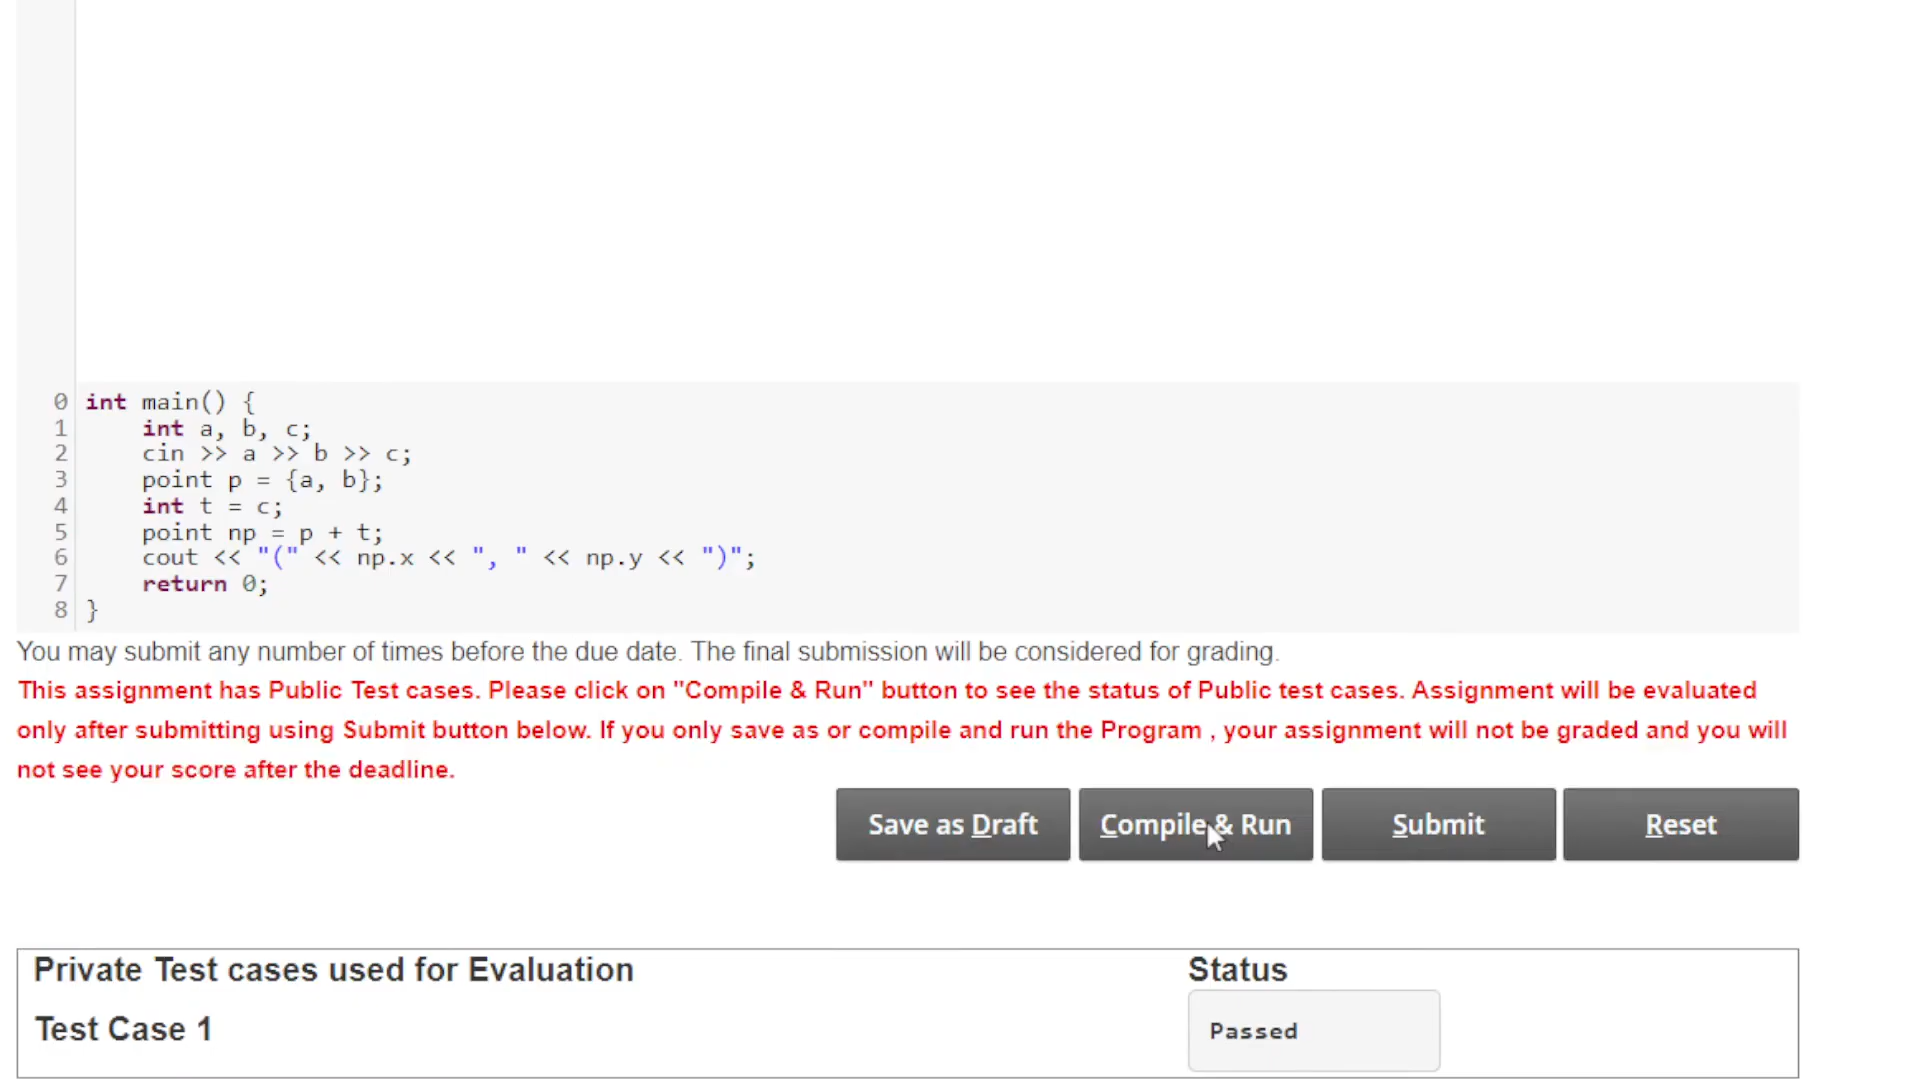 0 int main() {
1 int a, b, c;
2 cin >> a >> b >> c;
3 point p = {a, b};
4 int t = c;
5 point np = p + t;
6 cout << "(" << np.x << ", " << np.y << ")";
7 return 0;
8 }
You may submit any number of times before the due date. The final submission will be considered for grading.
This assignment has Public Test cases. Please click on "Compile & Run" button to see the status of Public test cases. Assignment will be evaluated
only after submitting using Submit button below. If you only save as or compile and run the Program , your assignment will not be graded and you will
not see your score after the deadline.
Save as Draft Compile & Run Submit Reset
Private Test cases used for Evaluation Status
Test Case 1 Passed